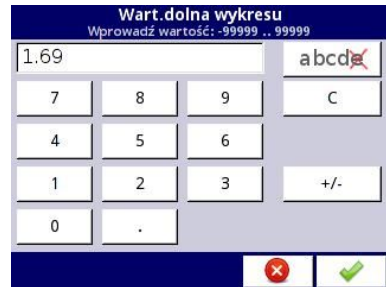 Wart.dolna wykresu
Wprowadź wartość: -99999 .. 99999
1.69 abcde
7 8 9 C
4 5 6
1 2 3 +/-
0 .